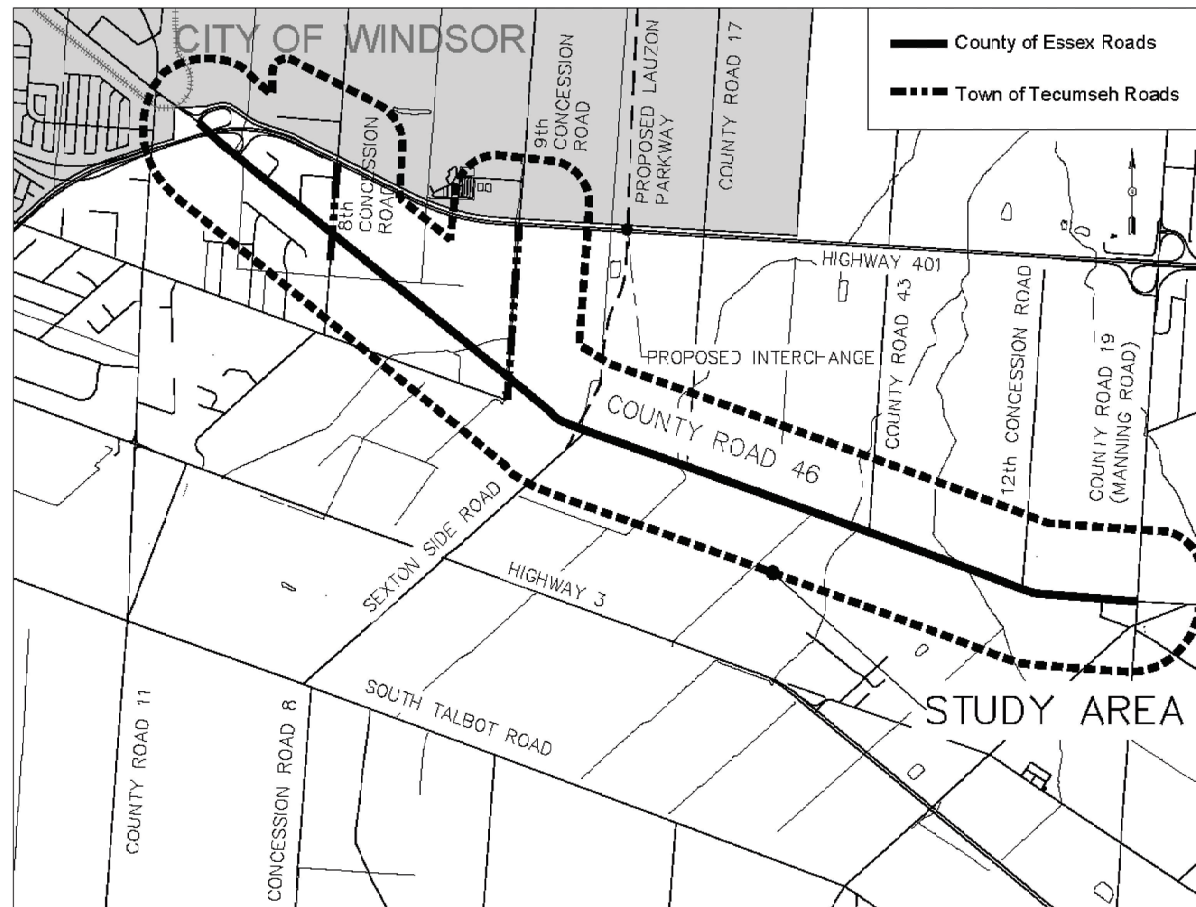 CITY OF WINDSOR
County of Essex Roads
Town of Tecumseh Roads
8th
CONCESSION
ROAD
9th
CONCESSION
ROAD
PROPOSED LAUZON
PARKWAY
COUNTY ROAD 17
HIGHWAY 401
PROPOSED INTERCHANGE
COUNTY ROAD 43
12th CONCESSION ROAD
COUNTY ROAD 19
(MANNING ROAD)
COUNTY ROAD 46
SEXTON SIDE ROAD
HIGHWAY 3
SOUTH TALBOT ROAD
COUNTY ROAD 11
CONCESSION ROAD 8
STUDY AREA